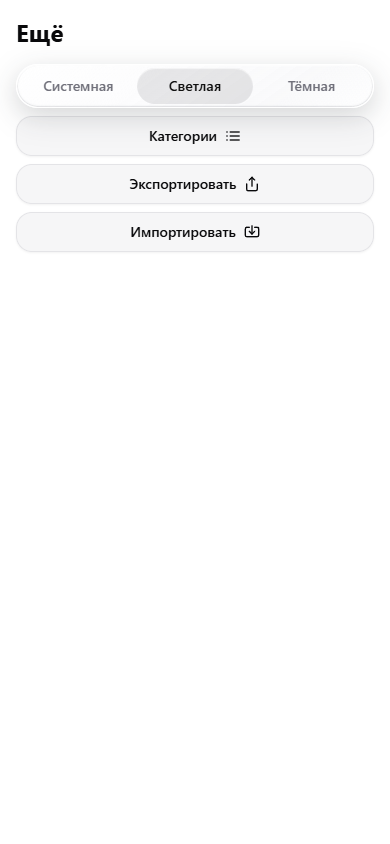 Ещё
Системная Светлая Тёмная
Категории
Экспортировать
Импортировать